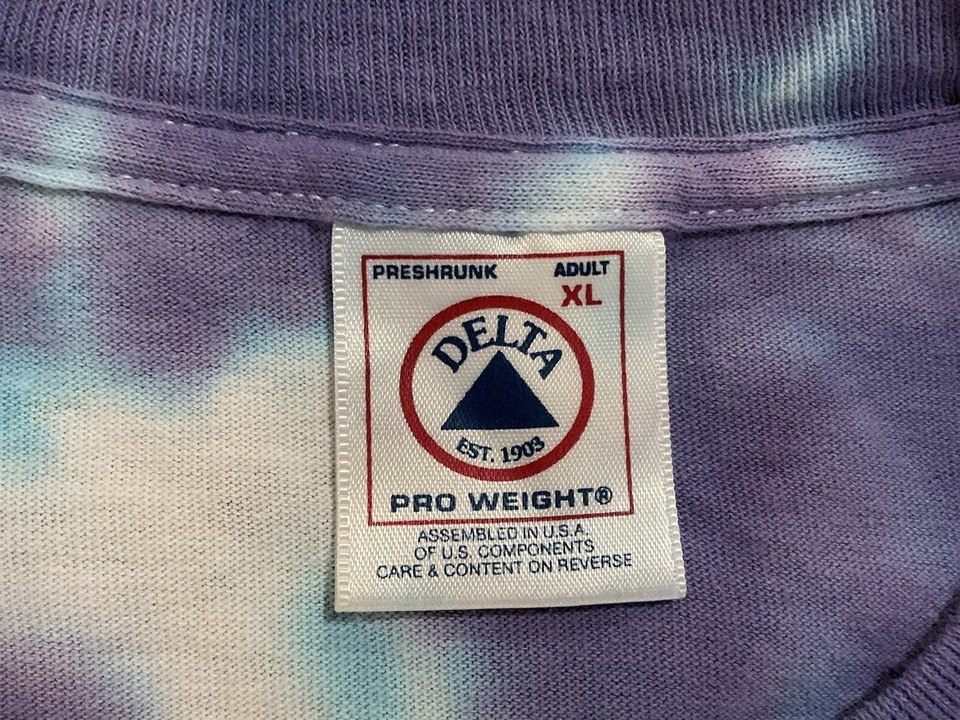 PRESHRUNK ADULT
XL
DELTA
EST. 1903
PRO WEIGHT®
ASSEMBLED IN U.S.A.
OF U.S. COMPONENTS
CARE & CONTENT ON REVERSE